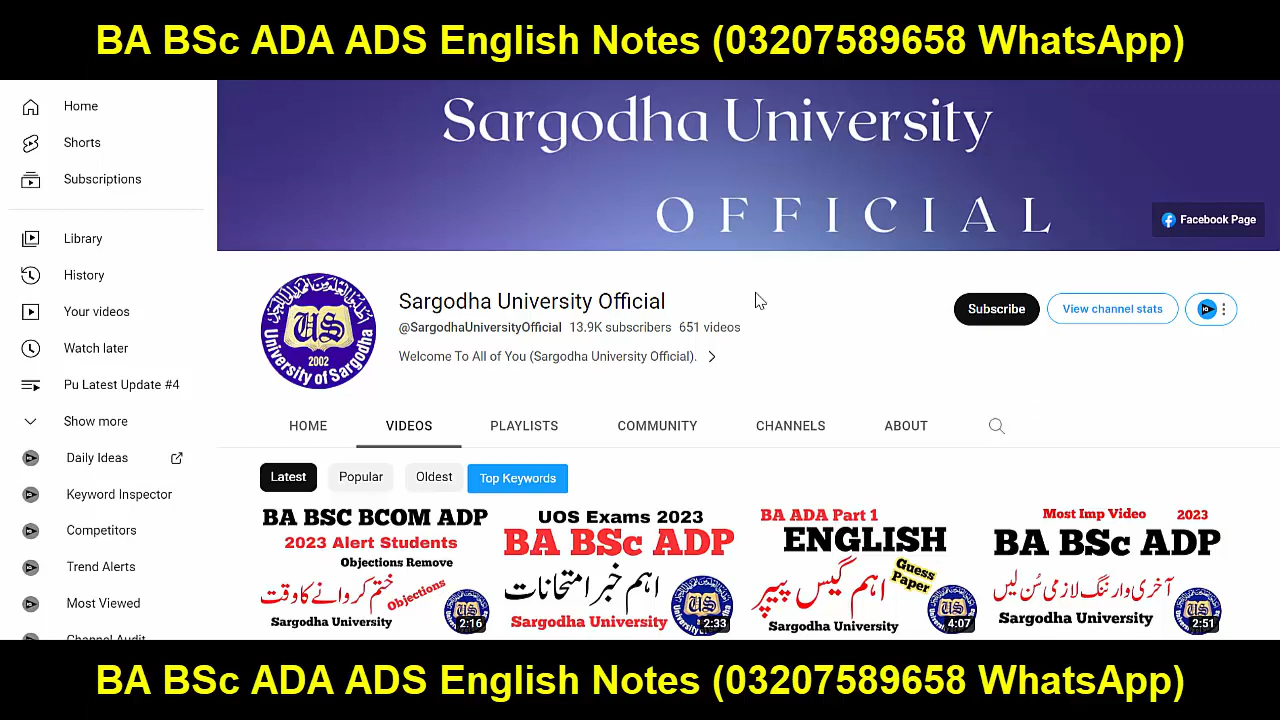 BA BSc ADA ADS English Notes (03207589658 WhatsApp)
Home
Shorts
Subscriptions
Library
History
Your videos
Watch later
Pu Latest Update #4
Show more
Daily Ideas
Keyword Inspector
Competitors
Trend Alerts
Most Viewed
Channel Audit
Sargodha University
OFFICIAL
Facebook Page
US
2002
University of Sargodha
Sargodha University Official
@SargodhaUniversityOfficial 13.9K subscribers 651 videos
Welcome To All of You (Sargodha University Official).
Subscribe
View channel stats
HOME VIDEOS PLAYLISTS COMMUNITY CHANNELS ABOUT
Latest Popular Oldest Top Keywords
BA BSC BCOM ADP
2023 Alert Students
Objections Remove
ختم کروانے کا وقت
Objections
Sargodha University
2:16
UOS Exams 2023
BA BSc ADP
اہم خبر امتحانات
Sargodha University
2:33
BA ADA Part 1
ENGLISH
اہم گیس پیپر
Guess
Paper
Sargodha University
4:07
Most Imp Video 2023
BA BSc ADP
آخری وارننگ لازمی سُن لیں
Sargodha University
2:51
BA BSc ADA ADS English Notes (03207589658 WhatsApp)